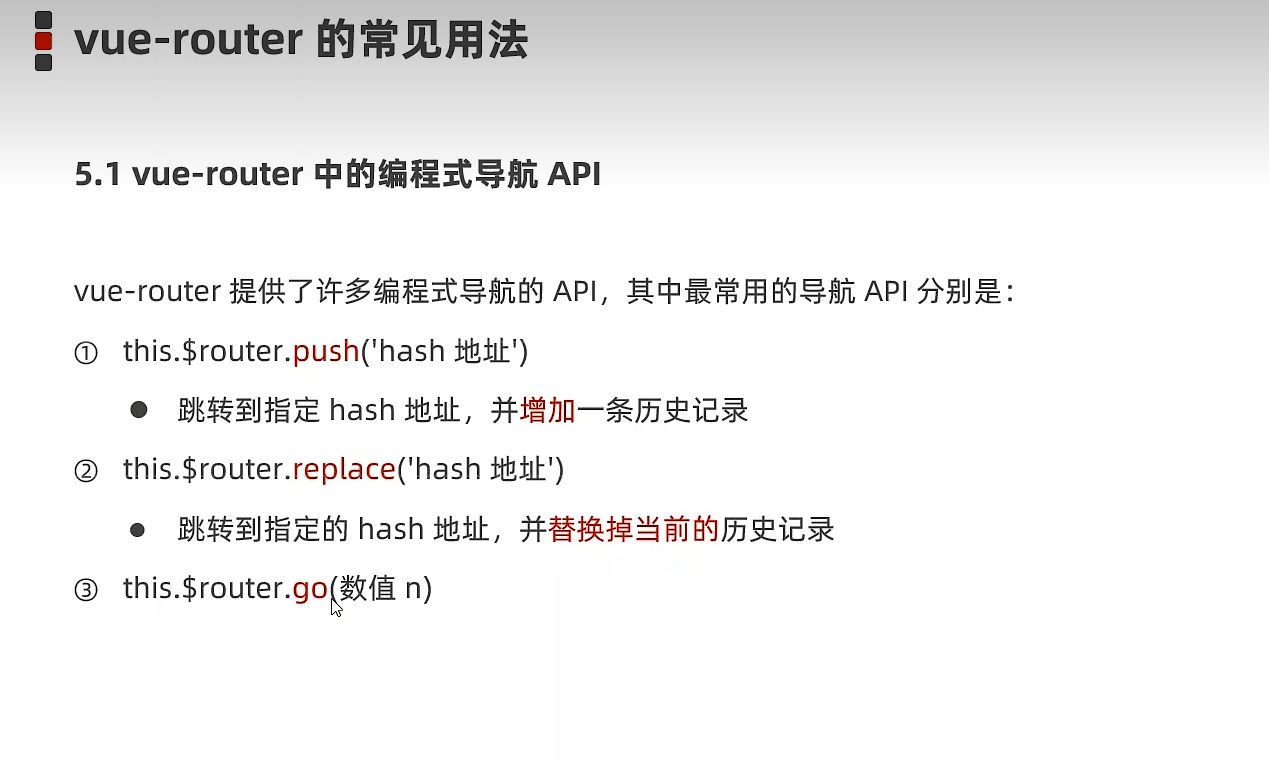 vue-router 的常见用法
5.1 vue-router 中的编程式导航 API
vue-router 提供了许多编程式导航的 API，其中最常用的导航 API 分别是：
① this.$router.push('hash 地址')
● 跳转到指定 hash 地址，并增加一条历史记录
② this.$router.replace('hash 地址')
● 跳转到指定的 hash 地址，并替换掉当前的历史记录
③ this.$router.go(数值 n)